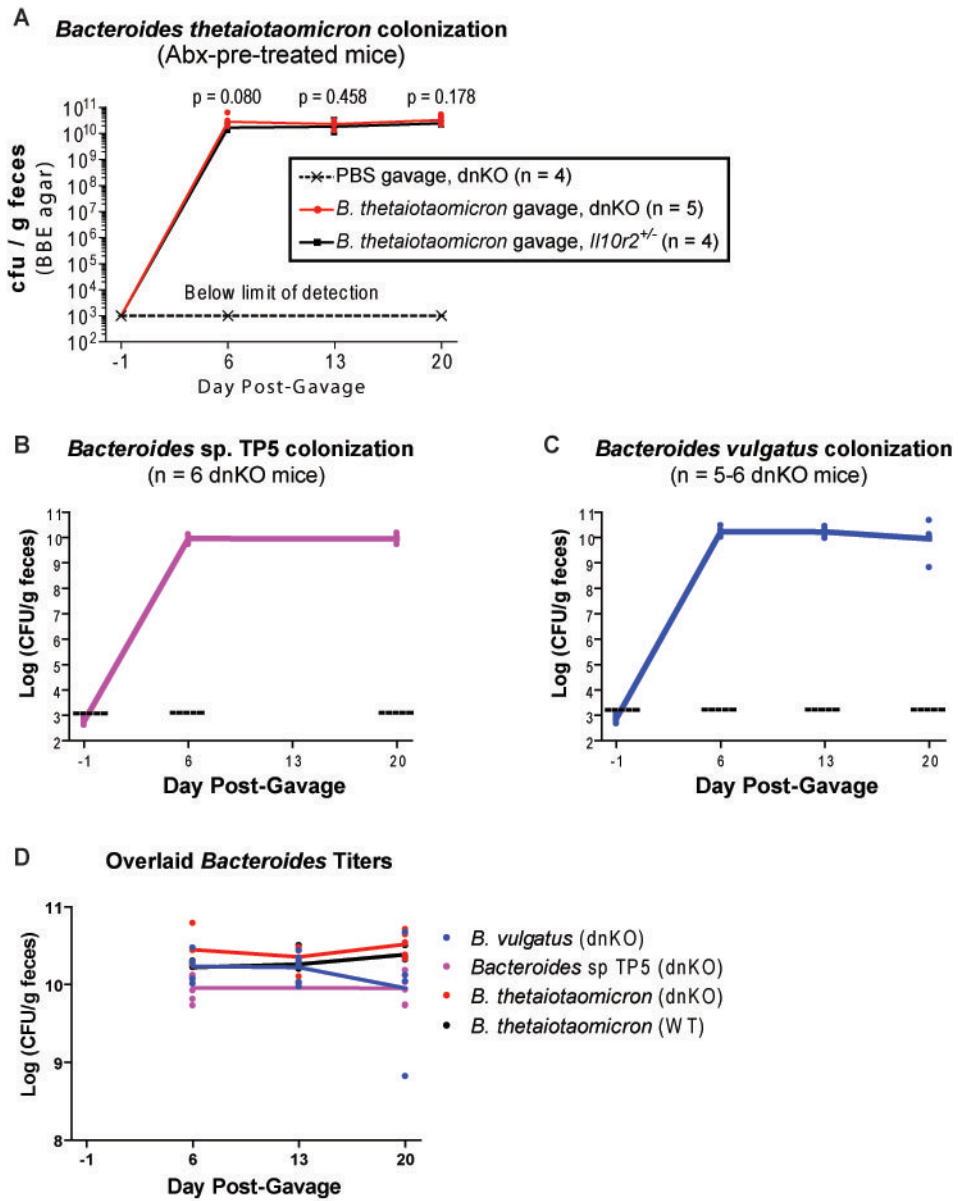 A
Bacteroides thetaiotaomicron colonization
(Abx-pre-treated mice)
p = 0.080 p = 0.458 p = 0.178
cfu / g feces
(BBE agar)
10^11
10^10
10^9
10^8
10^7
10^6
10^5
10^4
10^3
10^2
PBS gavage, dnKO (n = 4)
B. thetaiotaomicron gavage, dnKO (n = 5)
B. thetaiotaomicron gavage, Il10r2+/- (n = 4)
Below limit of detection
-1 6 13 20
Day Post-Gavage
B
Bacteroides sp. TP5 colonization
(n = 6 dnKO mice)
Log (CFU/g feces)
11
10
9
8
7
6
5
4
3
2
-1 6 13 20
Day Post-Gavage
C
Bacteroides vulgatus colonization
(n = 5-6 dnKO mice)
Log (CFU/g feces)
11
10
9
8
7
6
5
4
3
2
-1 6 13 20
Day Post-Gavage
D
Overlaid Bacteroides Titers
Log (CFU/g feces)
11
10
9
8
-1 6 13 20
Day Post-Gavage
B. vulgatus (dnKO)
Bacteroides sp TP5 (dnKO)
B. thetaiotaomicron (dnKO)
B. thetaiotaomicron (WT)